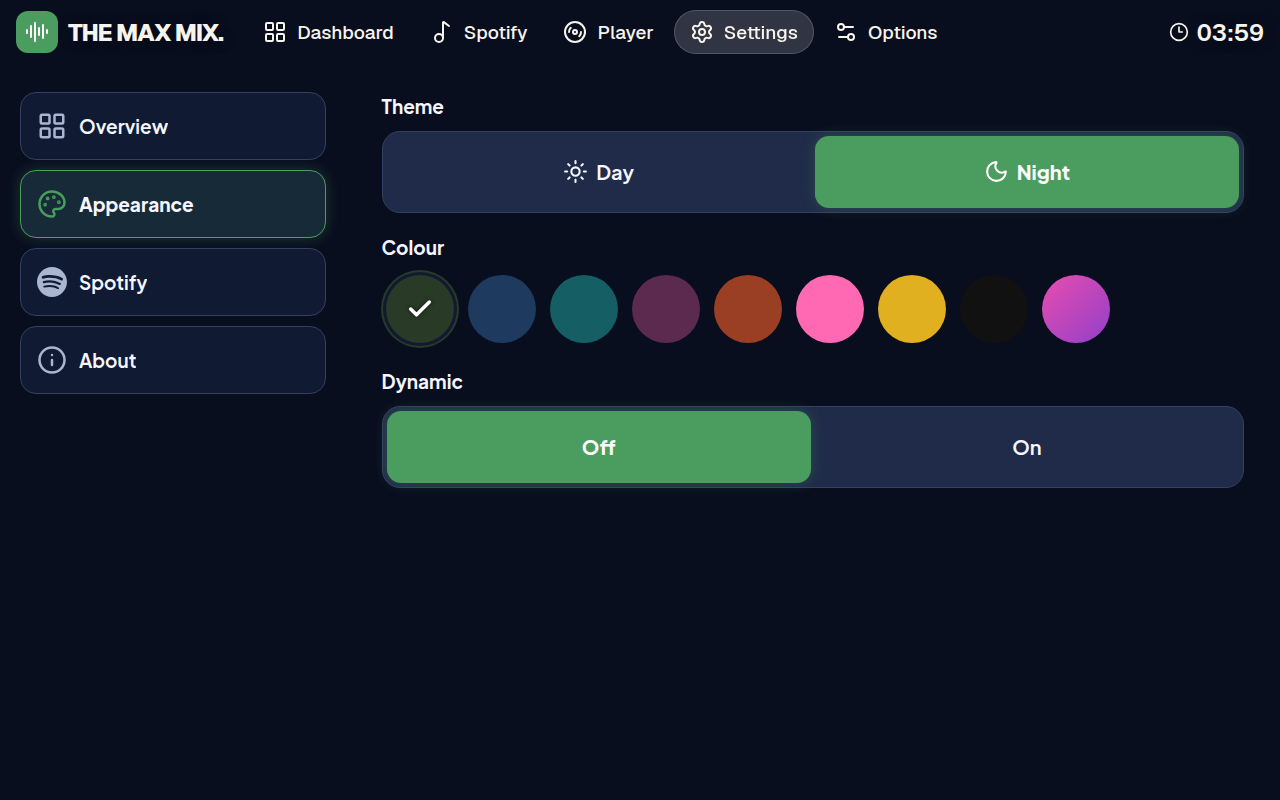 THE MAX MIX.
Dashboard
Spotify
Player
Settings
Options
03:59
Overview
Appearance
Spotify
About
Theme
Day
Night
Colour
Dynamic
Off
On